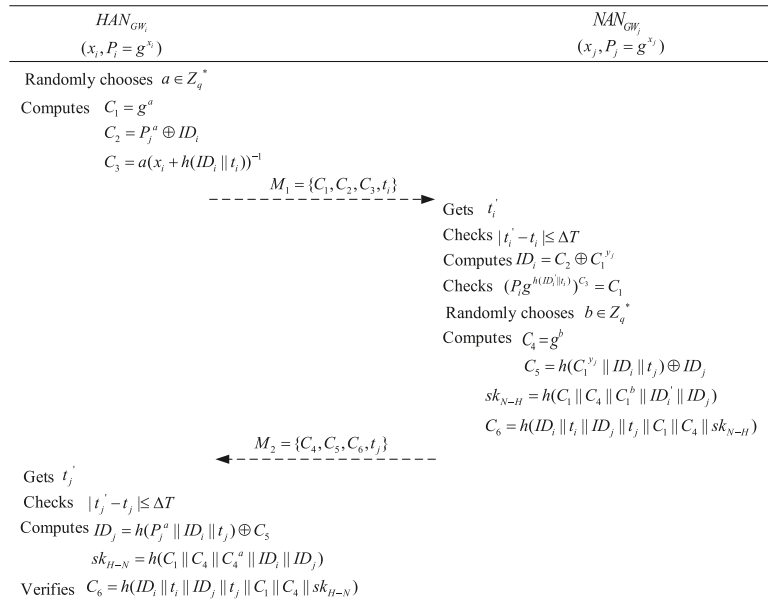 HAN_{GW_i}
(x_i, P_i = g^{x_i})
NAN_{GW_j}
(x_j, P_j = g^{x_j})
Randomly chooses a ∈ Z_q^*
Computes C_1 = g^a
C_2 = P_j^a ⊕ ID_i
C_3 = a(x_i + h(ID_i || t_i))^{-1}
M_1 = {C_1, C_2, C_3, t_i}
Gets t_i^'
Checks | t_i^' − t_i | ≤ ΔT
Computes ID_i = C_2 ⊕ C_1^{y_j}
Checks (P_i g^{h(ID_i^' || t_i)})^{C_3} = C_1
Randomly chooses b ∈ Z_q^*
Computes C_4 = g^b
C_5 = h(C_1^{y_j} || ID_i || t_j) ⊕ ID_j
sk_{N−H} = h(C_1 || C_4 || C_1^b || ID_i^' || ID_j)
C_6 = h(ID_i || t_i || ID_j || t_j || C_1 || C_4 || sk_{N−H})
M_2 = {C_4, C_5, C_6, t_j}
Gets t_j^'
Checks | t_j^' − t_j | ≤ ΔT
Computes ID_j = h(P_j^a || ID_i || t_j) ⊕ C_5
sk_{H−N} = h(C_1 || C_4 || C_4^a || ID_i || ID_j)
Verifies C_6 = h(ID_i || t_i || ID_j || t_j || C_1 || C_4 || sk_{H−N})